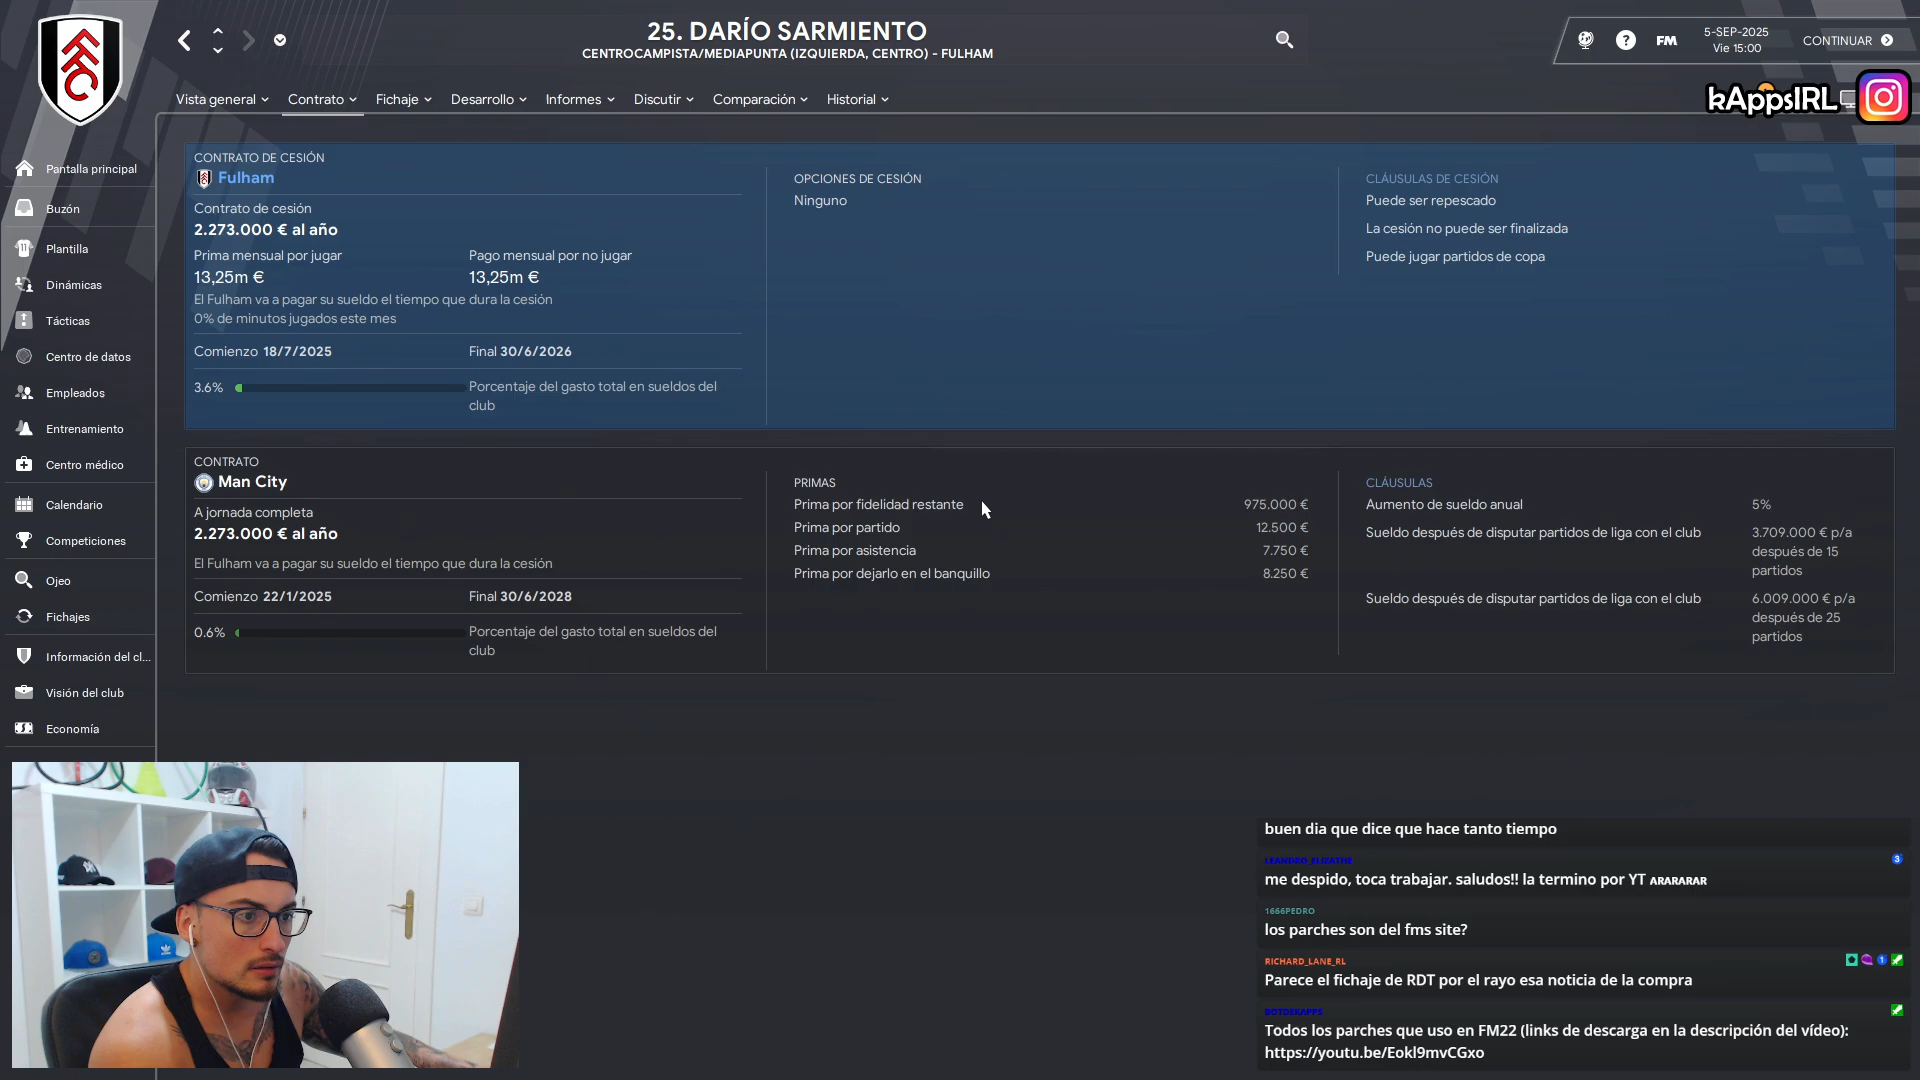 25. DARÍO SARMIENTO
CENTROCAMPISTA/MEDIAPUNTA (IZQUIERDA, CENTRO) - FULHAM
FM
5-SEP-2025
Vie 15:00
CONTINUAR
kAppsIRL
Vista general
Contrato
Fichaje
Desarrollo
Informes
Discutir
Comparación
Historial
Pantalla principal
Buzón
Plantilla
Dinámicas
Tácticas
Centro de datos
Empleados
Entrenamiento
Centro médico
Calendario
Competiciones
Ojeo
Fichajes
Información del cl...
Visión del club
Economía
CONTRATO DE CESIÓN
Fulham
Contrato de cesión
2.273.000 € al año
Prima mensual por jugar
Pago mensual por no jugar
13,25m €
13,25m €
El Fulham va a pagar su sueldo el tiempo que dura la cesión
0% de minutos jugados este mes
Comienzo 18/7/2025
Final 30/6/2026
3.6%
Porcentaje del gasto total en sueldos del
club
OPCIONES DE CESIÓN
Ninguno
CLÁUSULAS DE CESIÓN
Puede ser repescado
La cesión no puede ser finalizada
Puede jugar partidos de copa
CONTRATO
Man City
A jornada completa
2.273.000 € al año
El Fulham va a pagar su sueldo el tiempo que dura la cesión
Comienzo 22/1/2025
Final 30/6/2028
0.6%
Porcentaje del gasto total en sueldos del
club
PRIMAS
Prima por fidelidad restante 975.000 €
Prima por partido 12.500 €
Prima por asistencia 7.750 €
Prima por dejarlo en el banquillo 8.250 €
CLÁUSULAS
Aumento de sueldo anual 5%
Sueldo después de disputar partidos de liga con el club 3.709.000 € p/a
después de 15
partidos
Sueldo después de disputar partidos de liga con el club 6.009.000 € p/a
después de 25
partidos
buen dia que dice que hace tanto tiempo
me despido, toca trabajar. saludos!! la termino por YT ARARARAR
1666PEDRO
los parches son del fms site?
RICHARD_LANE_RL
Parece el fichaje de RDT por el rayo esa noticia de la compra
BOTDEKAPPS
Todos los parches que uso en FM22 (links de descarga en la descripción del vídeo):
https://youtu.be/Eokl9mvCGxo